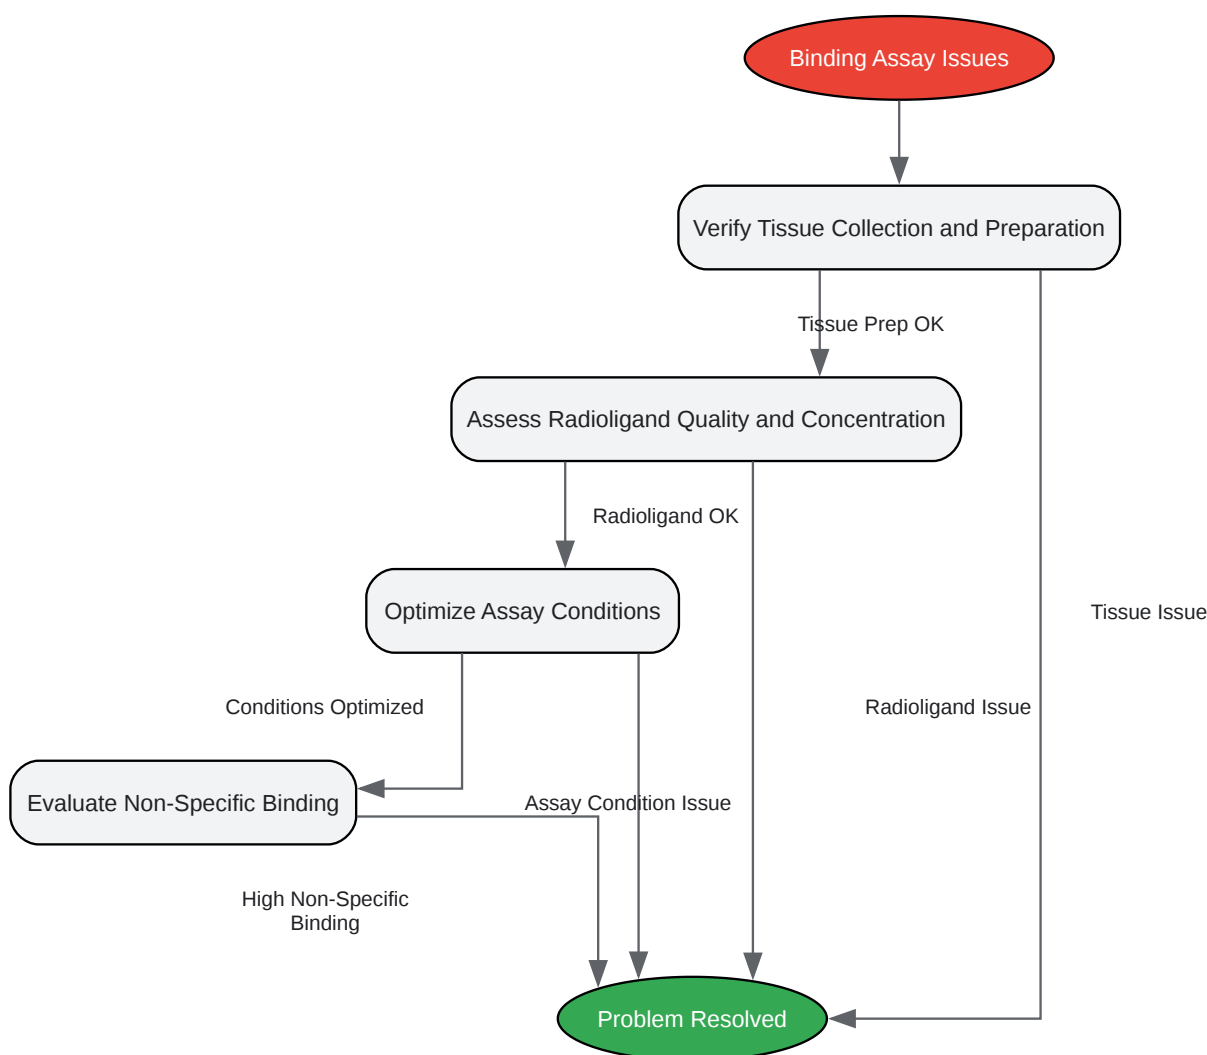 Binding Assay Issues
Verify Tissue Collection and Preparation
Tissue Prep OK
Assess Radioligand Quality and Concentration
Radioligand OK
Optimize Assay Conditions
Tissue Issue
Conditions Optimized
Radioligand Issue
Evaluate Non-Specific Binding
Assay Condition Issue
High Non-Specific
Binding
Problem Resolved